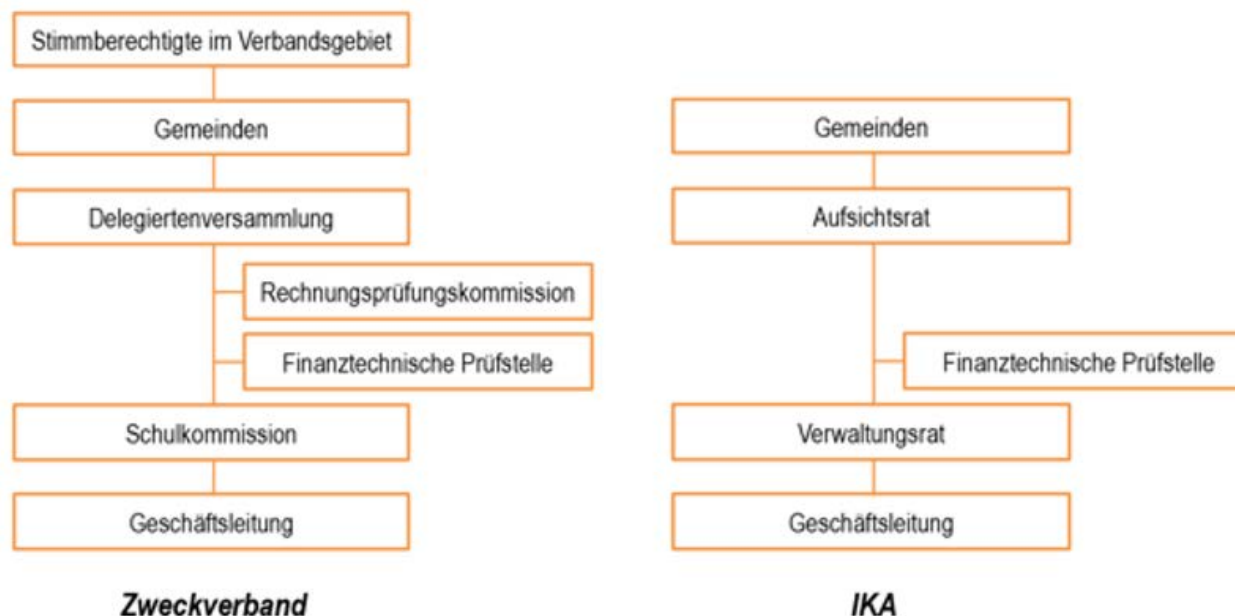 Stimmberechtigte im Verbandsgebiet
Gemeinden
Delegiertenversammlung
Rechnungsprüfungskommission
Finanztechnische Prüfstelle
Schulkommission
Geschäftsleitung
Zweckverband
Gemeinden
Aufsichtsrat
Finanztechnische Prüfstelle
Verwaltungsrat
Geschäftsleitung
IKA